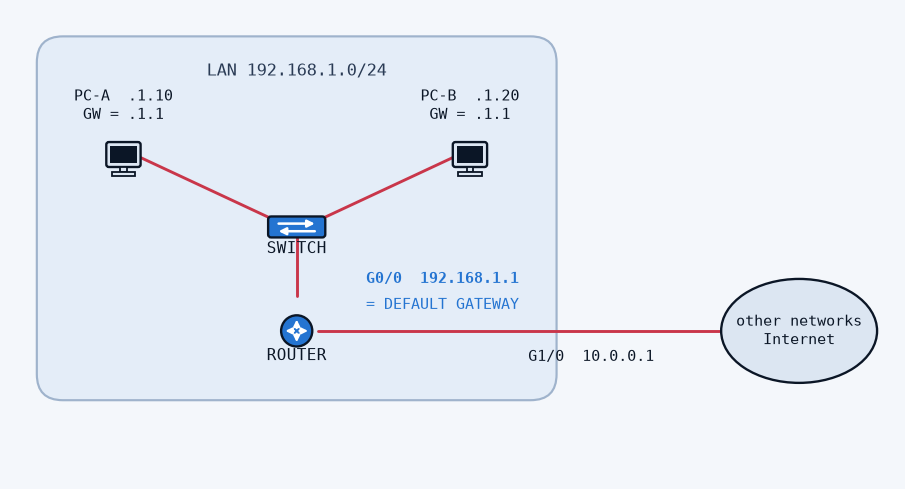 LAN 192.168.1.0/24
PC-A  .1.10
GW = .1.1
PC-B  .1.20
GW = .1.1
SWITCH
G0/0  192.168.1.1
= DEFAULT GATEWAY
ROUTER
G1/0  10.0.0.1
other networks
Internet